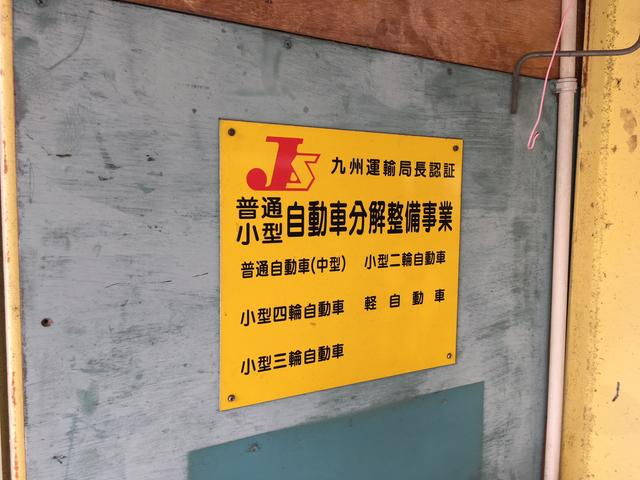 JS 九州運輸局長認証
普通
小型 自動車分解整備事業
普通自動車(中型) 小型二輪自動車
小型四輪自動車 軽自動車
小型三輪自動車